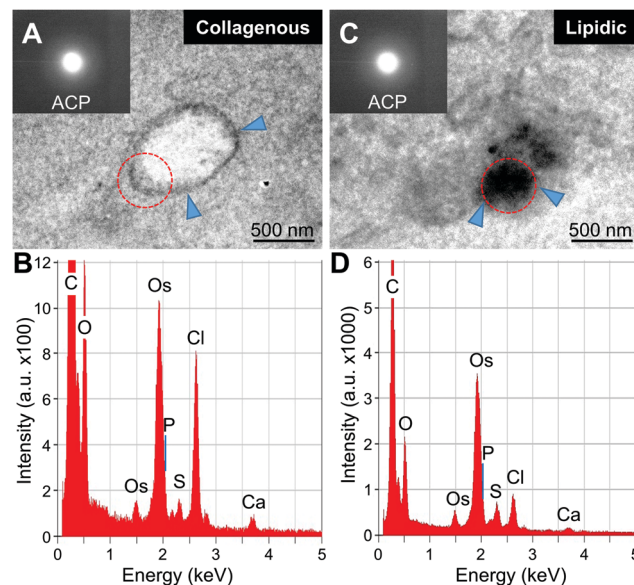 A
Collagenous
ACP
500 nm
C
Lipidic
ACP
500 nm
B
Intensity (a.u. x100)
12
10
8
6
4
2
0
C
O
Os
Os
P
S
Cl
Ca
0 1 2 3 4 5
Energy (keV)
D
Intensity (a.u. x1000)
6
5
4
3
2
1
0
C
O
Os
Os
P
S
Cl
Ca
0 1 2 3 4 5
Energy (keV)